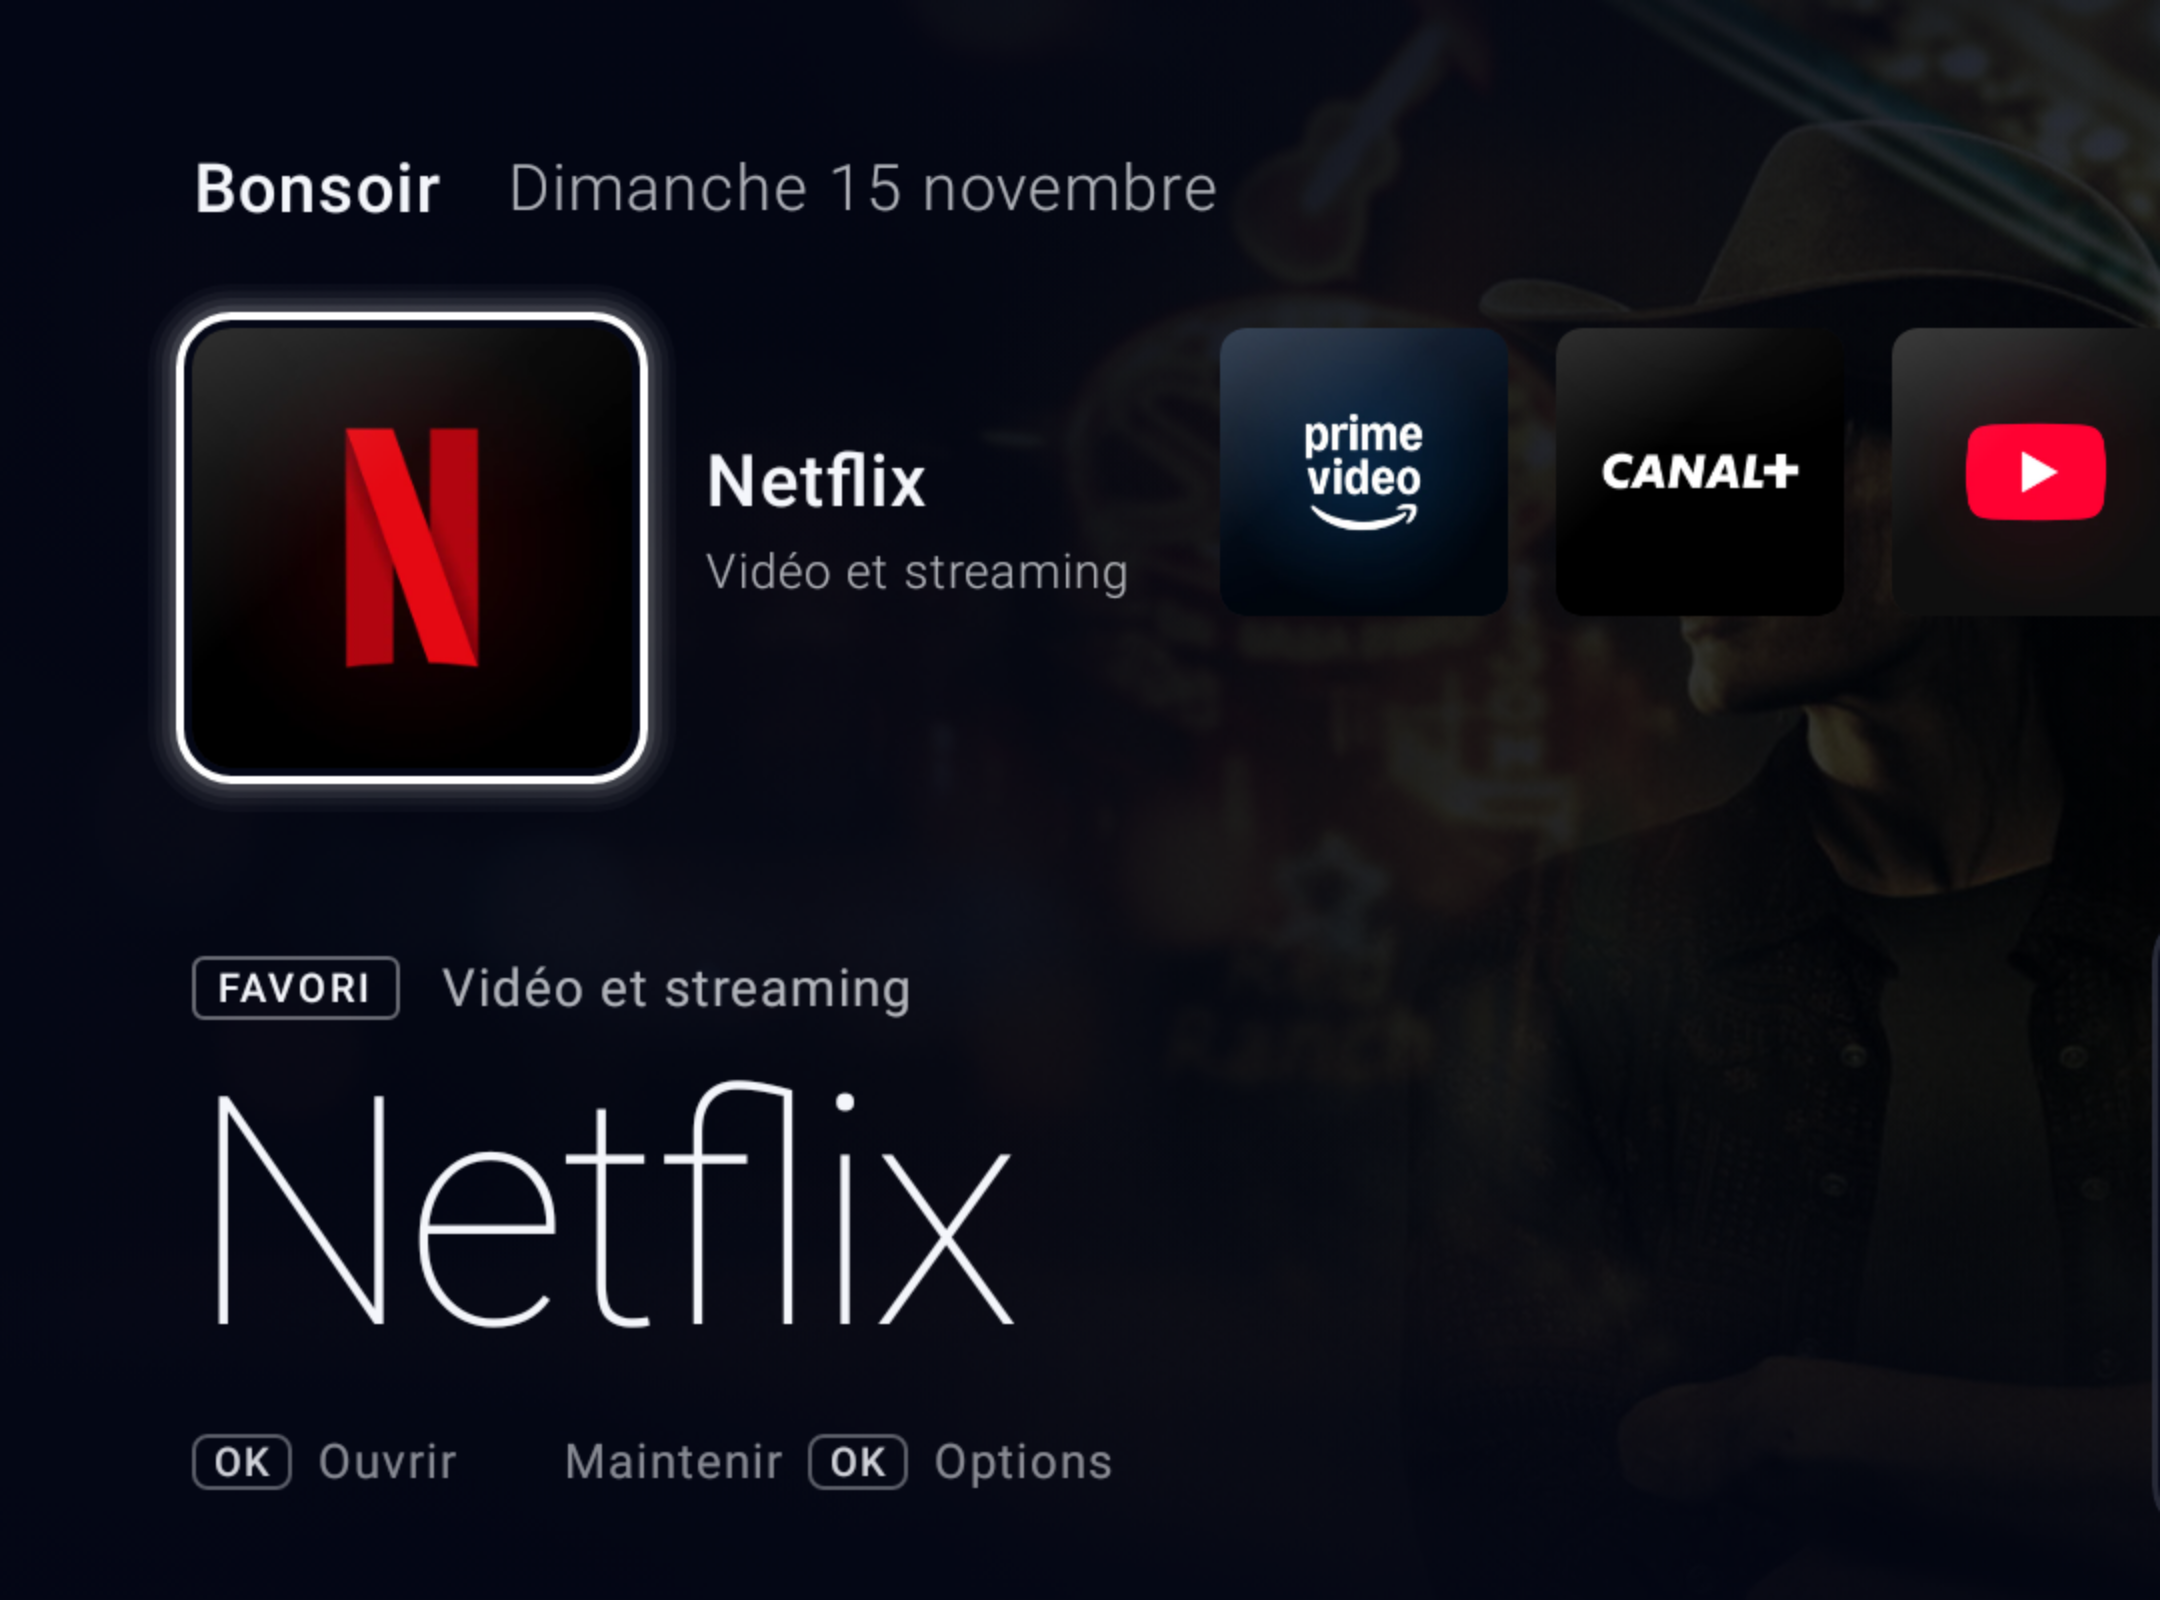 Bonsoir Dimanche 15 novembre
Netflix
Vidéo et streaming
prime
video
CANAL+
FAVORI Vidéo et streaming
Netflix
OK Ouvrir Maintenir OK Options